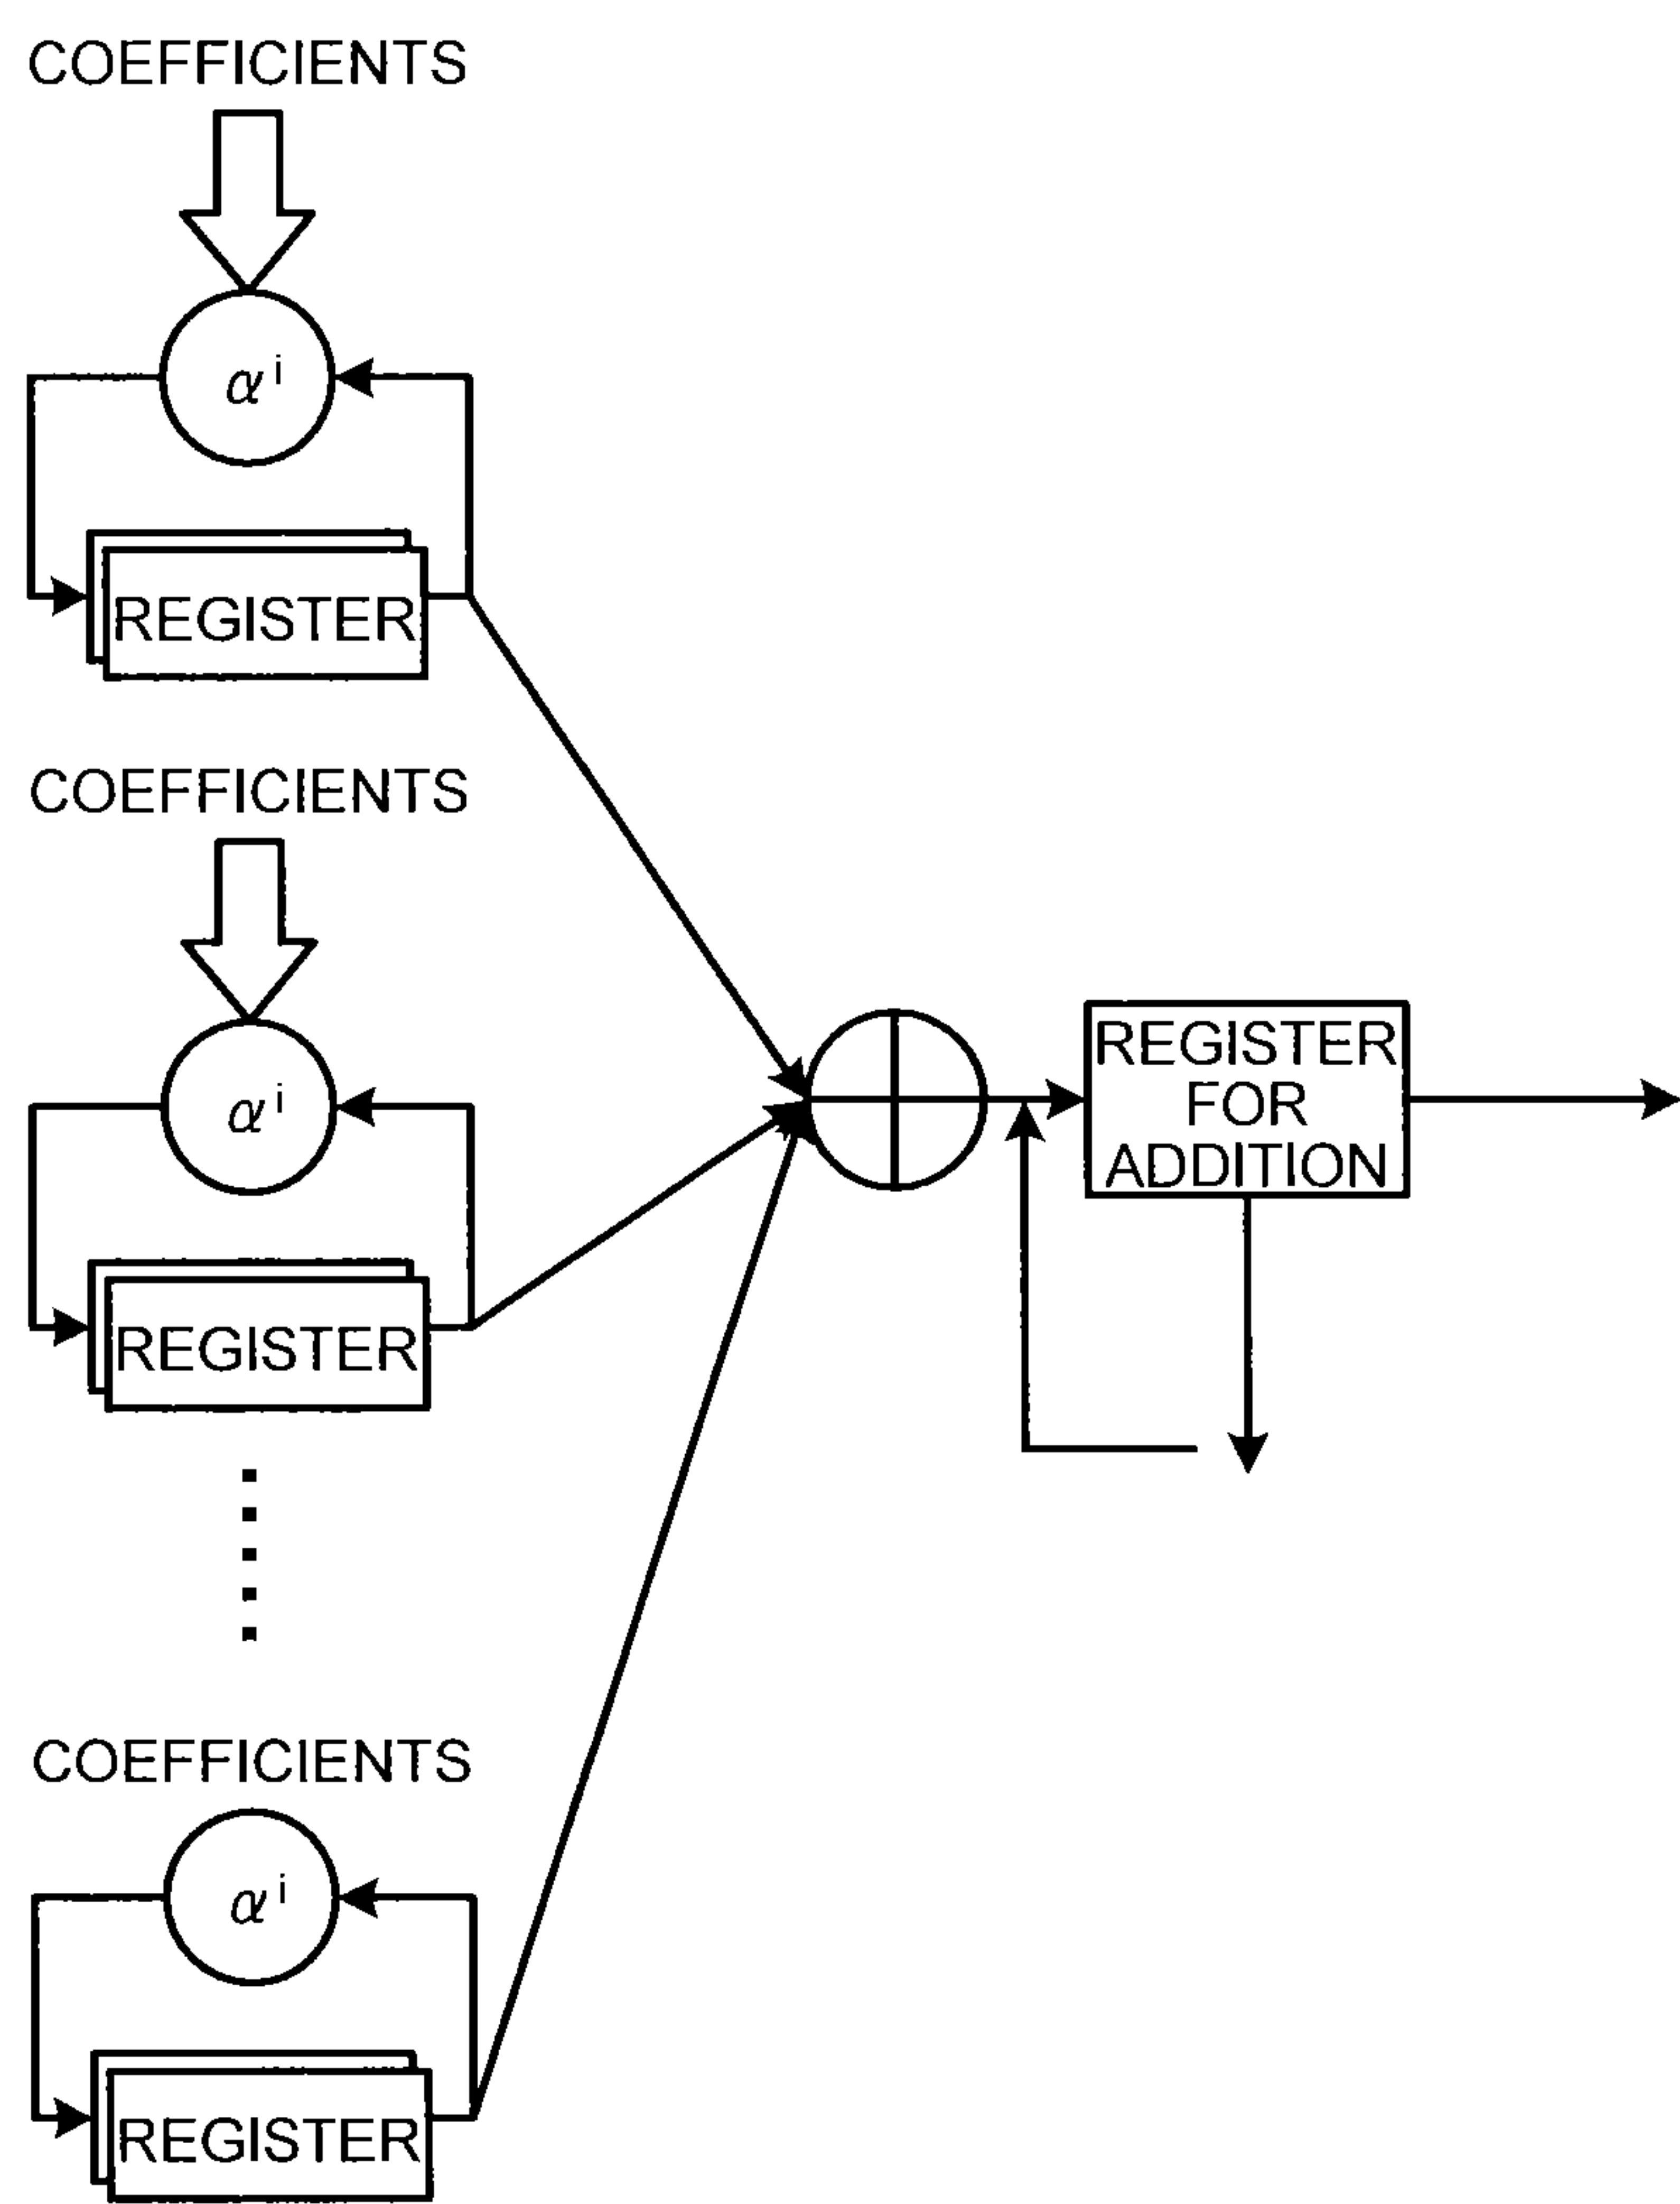 COEFFICIENTS
α i
REGISTER
COEFFICIENTS
α i
REGISTER
REGISTER
FOR
ADDITION
COEFFICIENTS
α i
REGISTER